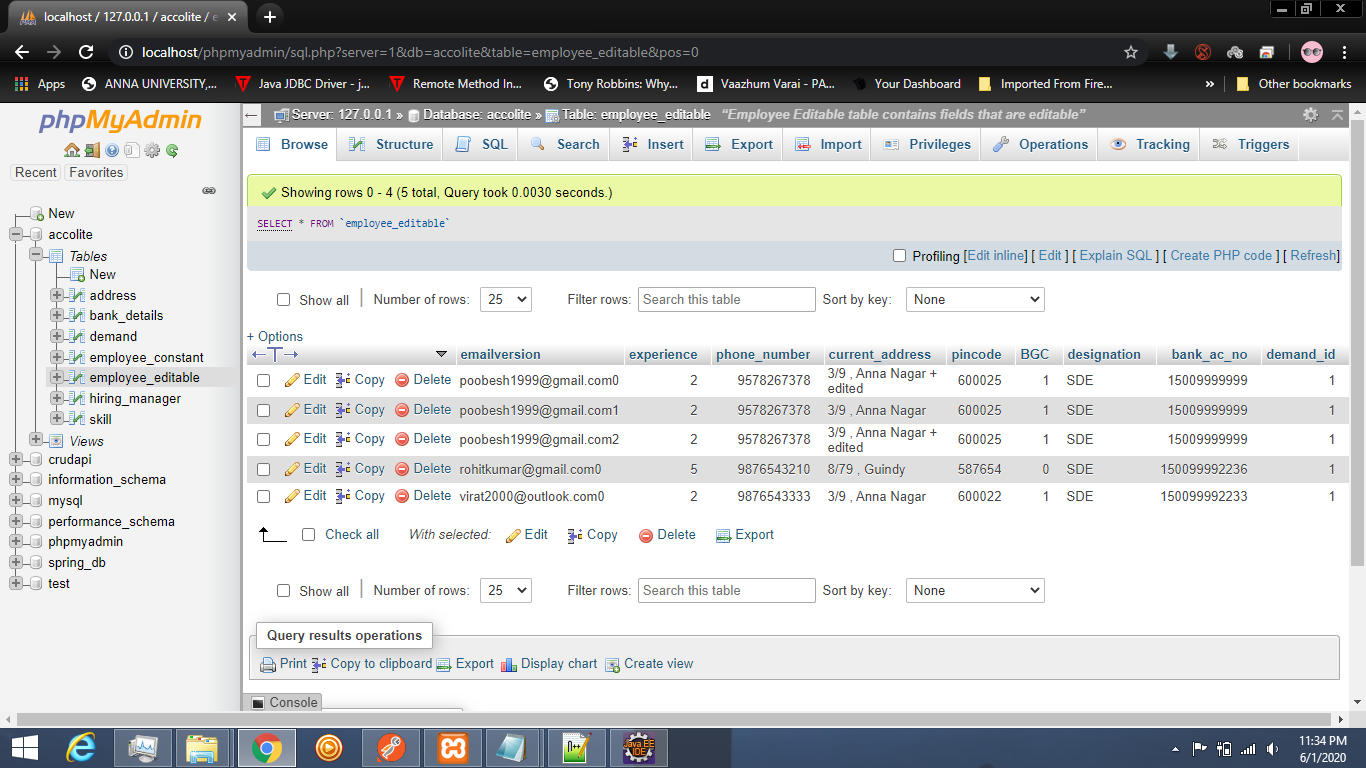 localhost / 127.0.0.1 / accolite / e
localhost/phpmyadmin/sql.php?server=1&db=accolite&table=employee_editable&pos=0
Apps ANNA UNIVERSITY,... Java JDBC Driver - j... Remote Method In... Tony Robbins: Why... Vaazhum Varai - PA... Your Dashboard Imported From Fire... » Other bookmarks
phpMyAdmin
Recent Favorites
New
accolite
Tables
New
address
bank_details
demand
employee_constant
employee_editable
hiring_manager
skill
Views
crudapi
information_schema
mysql
performance_schema
phpmyadmin
spring_db
test
Server: 127.0.0.1 » Database: accolite » Table: employee_editable "Employee Editable table contains fields that are editable"
Browse Structure SQL Search Insert Export Import Privileges Operations Tracking Triggers
Showing rows 0 - 4 (5 total, Query took 0.0030 seconds.)
SELECT * FROM `employee_editable`
Profiling [Edit inline] [ Edit ] [ Explain SQL ] [ Create PHP code ] [ Refresh]
Show all | Number of rows: 25 Filter rows: Search this table Sort by key: None
+ Options
←T→ emailversion experience phone_number current_address pincode BGC designation bank_ac_no demand_id
Edit Copy Delete poobesh1999@gmail.com0 2 9578267378 3/9 , Anna Nagar + 600025 1 SDE 15009999999 1
edited
Edit Copy Delete poobesh1999@gmail.com1 2 9578267378 3/9 , Anna Nagar 600025 1 SDE 15009999999 1
Edit Copy Delete poobesh1999@gmail.com2 2 9578267378 3/9 , Anna Nagar + 600025 1 SDE 15009999999 1
edited
Edit Copy Delete rohitkumar@gmail.com0 5 9876543210 8/79 , Guindy 587654 0 SDE 150099992236 1
Edit Copy Delete virat2000@outlook.com0 2 9876543333 3/9 , Anna Nagar 600022 1 SDE 150099992233 1
Check all With selected: Edit Copy Delete Export
Show all | Number of rows: 25 Filter rows: Search this table Sort by key: None
Query results operations
Print Copy to clipboard Export Display chart Create view
Console
Java EE
IDE
11:34 PM
6/1/2020